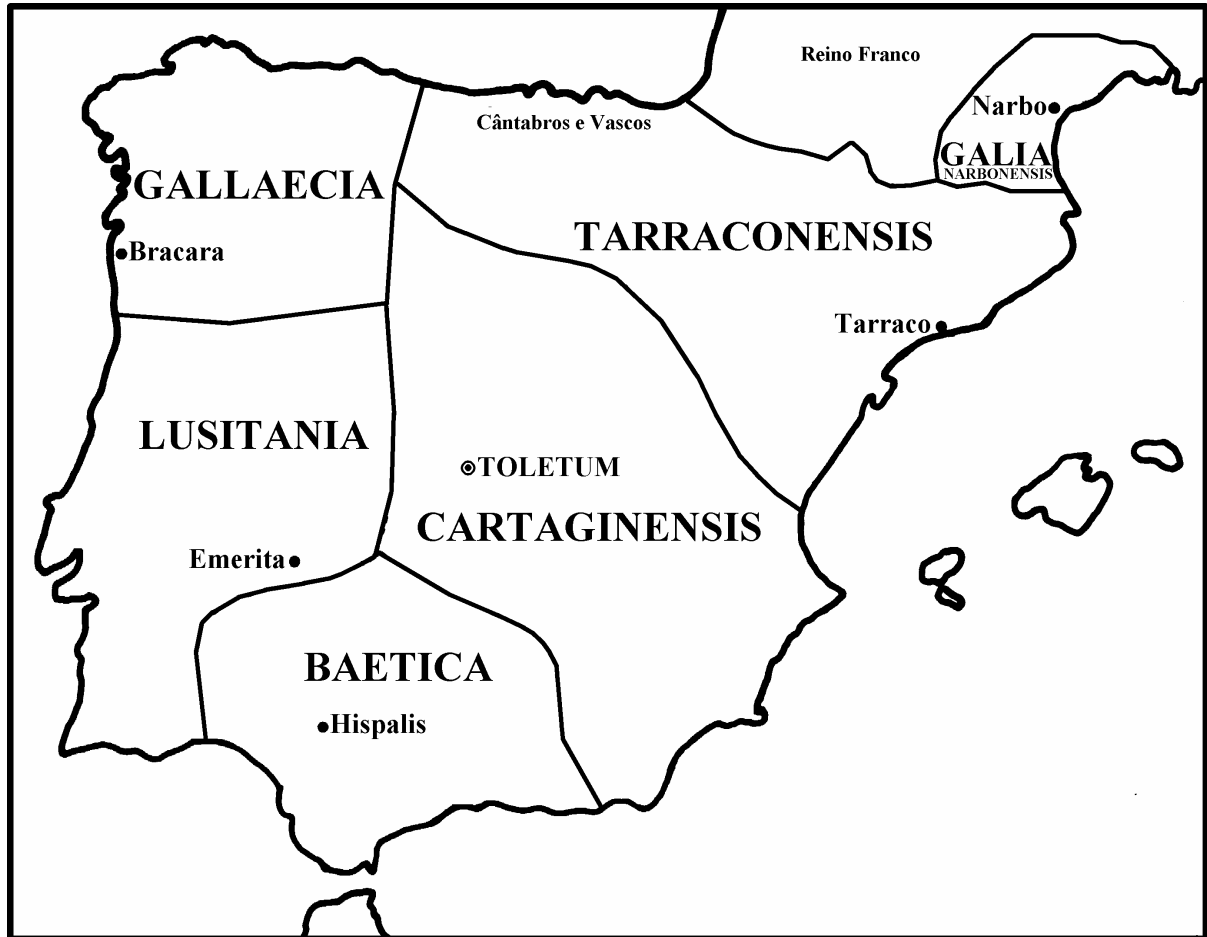 Reino Franco
Narbo
Cântabros e Vascos
GALIA
NARBONENSIS
GALLAECIA
TARRACONENSIS
Bracara
Tarraco
LUSITANIA
TOLETUM
CARTAGINENSIS
Emerita
BAETICA
Hispalis